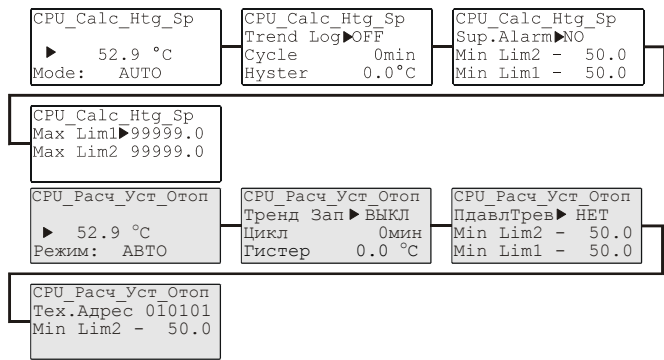 CPU_Calc_Htg_Sp
▶ 52.9 °C
Mode: AUTO
CPU_Calc_Htg_Sp
Trend Log▶OFF
Cycle 0min
Hyster 0.0°C
CPU_Calc_Htg_Sp
Sup.Alarm▶NO
Min Lim2 - 50.0
Min Lim1 - 50.0
CPU_Calc_Htg_Sp
Max Lim1▶99999.0
Max Lim2 99999.0
CPU_Расч_Уст_Отоп
▶ 52.9 °C
Режим: АВТО
CPU_Расч_Уст_Отоп
Тренд Зап▶ВЫКЛ
Цикл 0мин
Гистер 0.0 °C
CPU_Расч_Уст_Отоп
ПдавлТрев▶ НЕТ
Min Lim2 - 50.0
Min Lim1 - 50.0
CPU_Расч_Уст_Отоп
Тех.Адрес 010101
Min Lim2 - 50.0